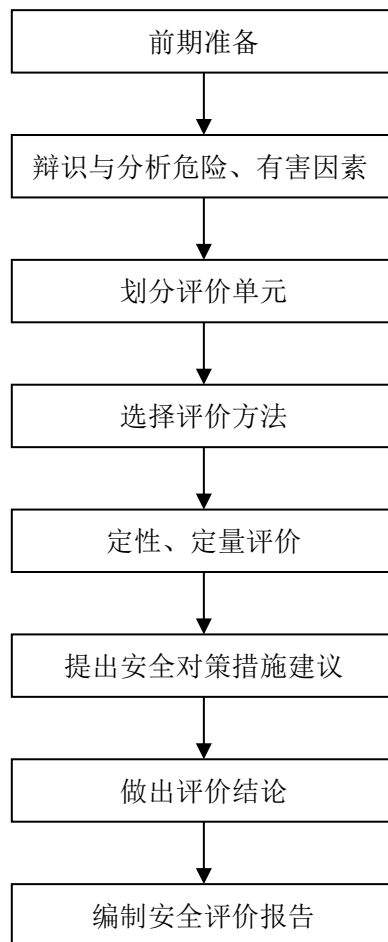 前期准备
辩识与分析危险、有害因素
划分评价单元
选择评价方法
定性、定量评价
提出安全对策措施建议
做出评价结论
编制安全评价报告